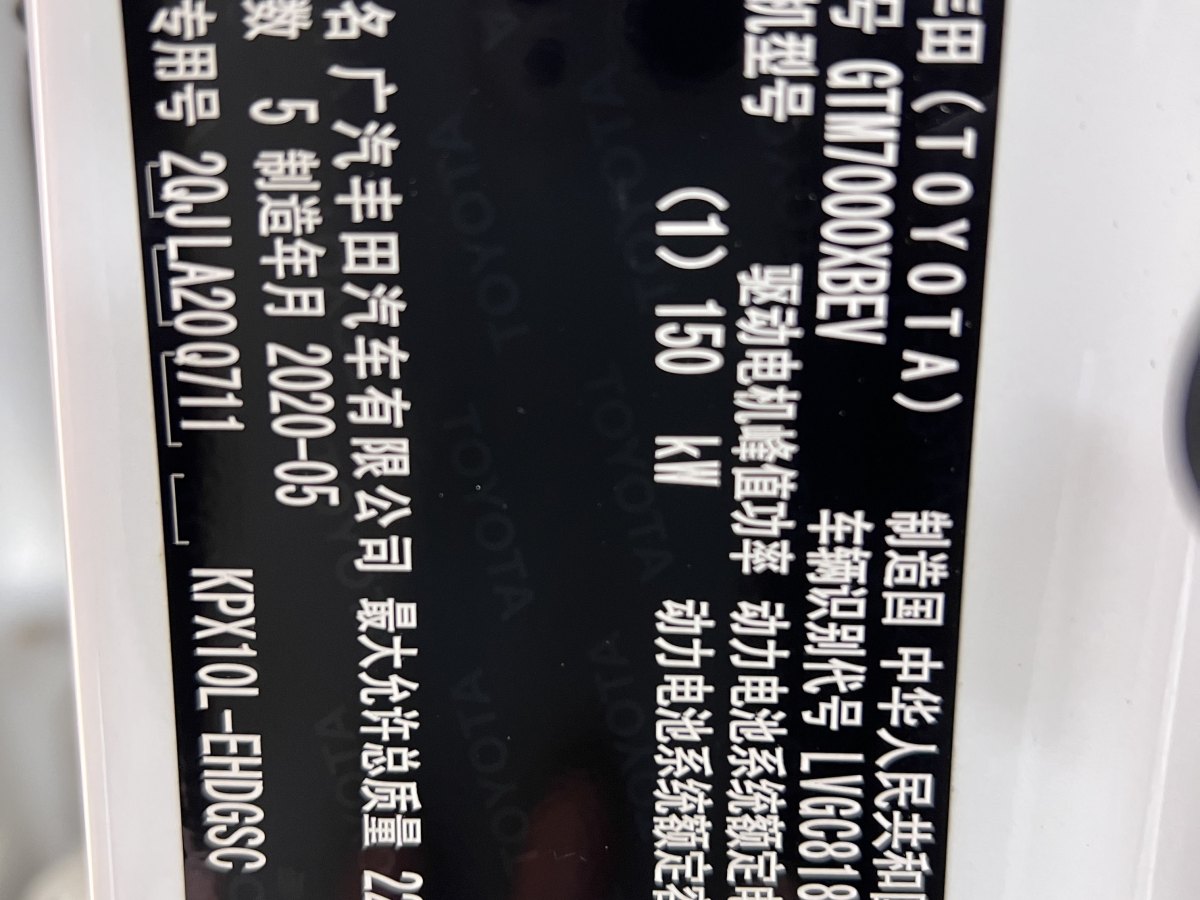 丰田(TOYOTA) 制造国 中华人民共和国
号 GTM7000XBEV 车辆识别代号 LVGC818
机型号 驱动电机峰值功率 动力电池系统额定电
(1) 150 kW 动力电池系统额定容
名 广汽丰田汽车有限公司 最大允许总质量 22
数 5 制造年月 2020-05
专用号 2QJLA20Q711 KPX10L-EHDGSC